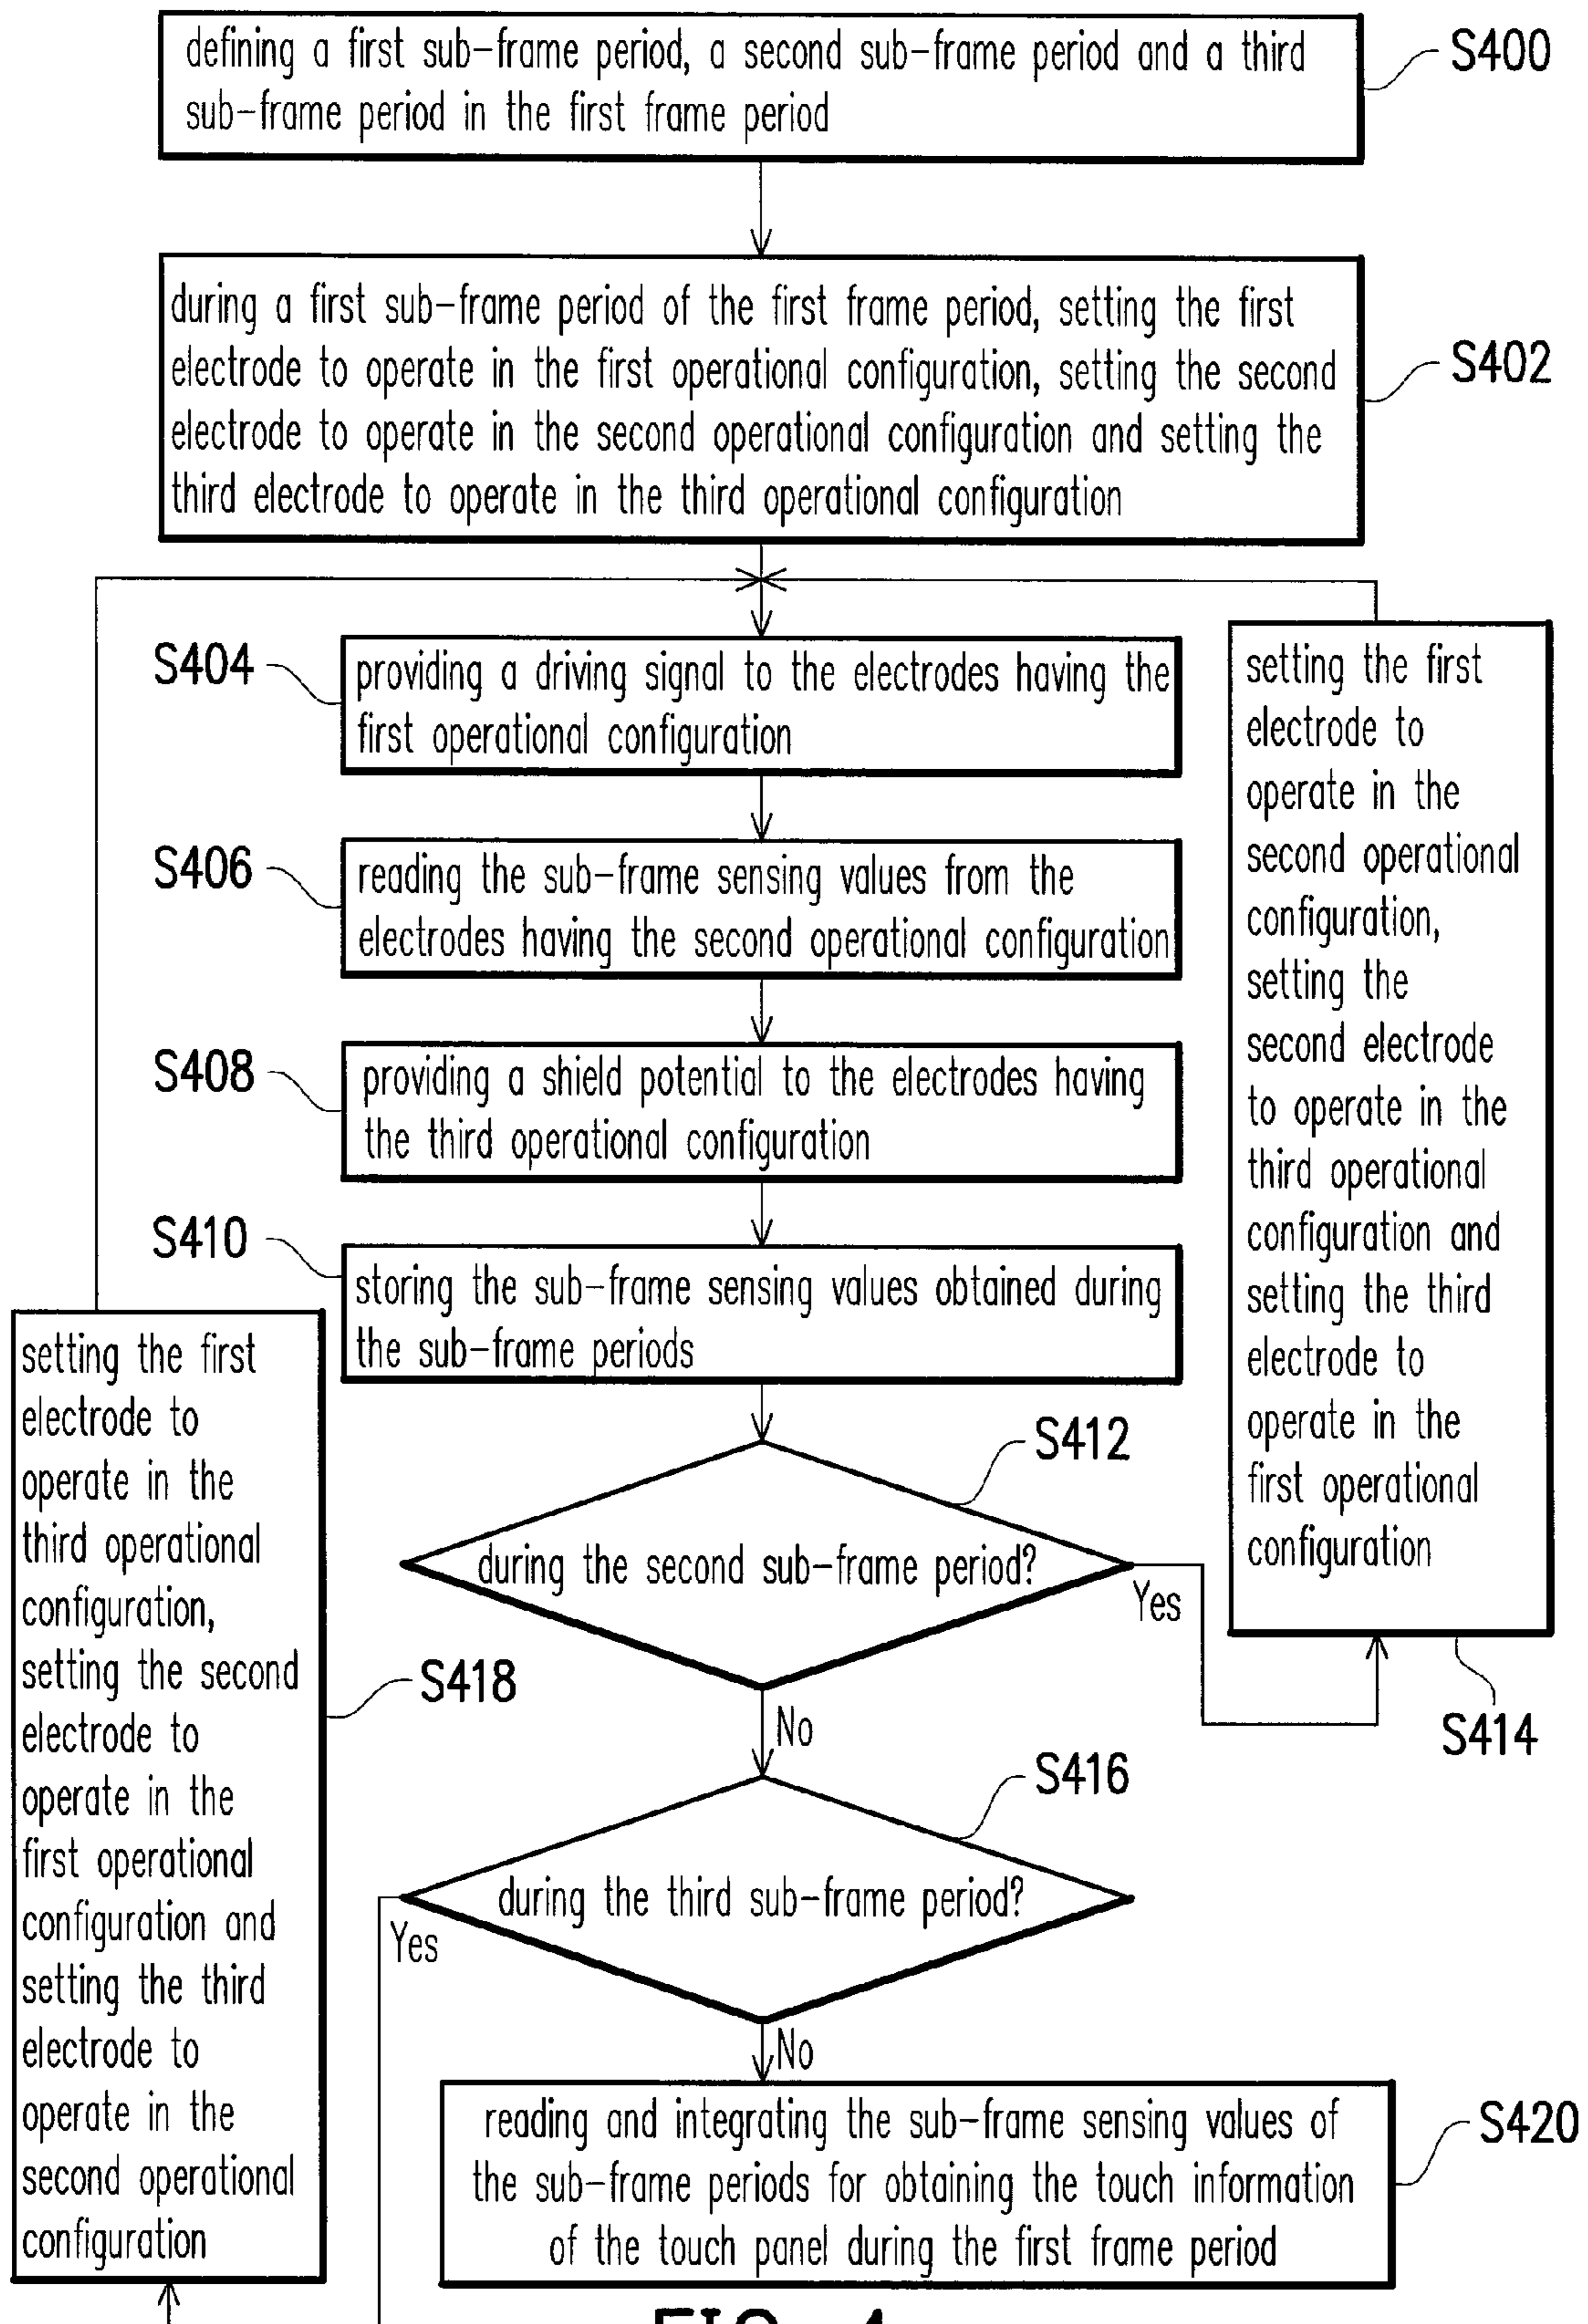 defining a first sub-frame period, a second sub-frame period and a third
sub-frame period in the first frame period
S400
during a first sub-frame period of the first frame period, setting the first
electrode to operate in the first operational configuration, setting the second
electrode to operate in the second operational configuration and setting the
third electrode to operate in the third operational configuration
S402
S404
providing a driving signal to the electrodes having the
first operational configuration
S406
reading the sub-frame sensing values from the
electrodes having the second operational configuration
S408
providing a shield potential to the electrodes having
the third operational configuration
S410
storing the sub-frame sensing values obtained during
the sub-frame periods
S412
during the second sub-frame period?
Yes
No
setting the first
electrode to
operate in the
second operational
configuration,
setting the
second electrode
to operate in the
third operational
configuration and
setting the third
electrode to
operate in the
first operational
configuration
S414
S416
during the third sub-frame period?
Yes
No
setting the first
electrode to
operate in the
third operational
configuration,
setting the second
electrode to
operate in the
first operational
configuration and
setting the third
electrode to
operate in the
second operational
configuration
S418
reading and integrating the sub-frame sensing values of
the sub-frame periods for obtaining the touch information
of the touch panel during the first frame period
S420